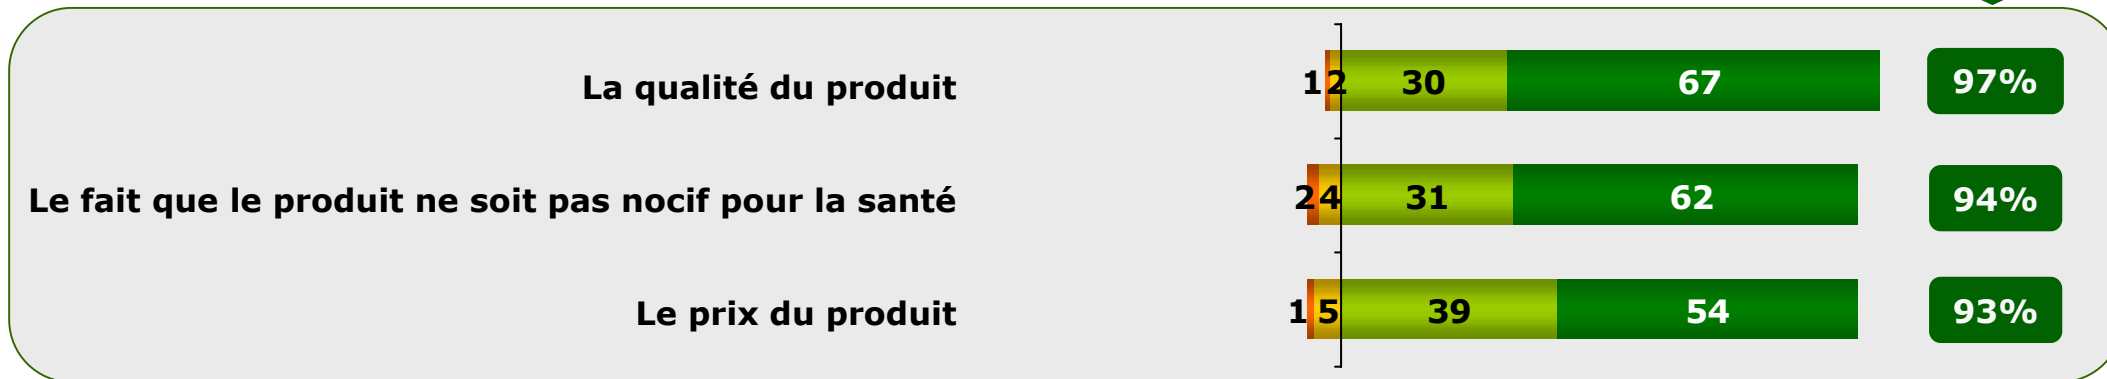 La qualité du produit 1 2 30 67 97%
Le fait que le produit ne soit pas nocif pour la santé 2 4 31 62 94%
Le prix du produit 1 5 39 54 93%